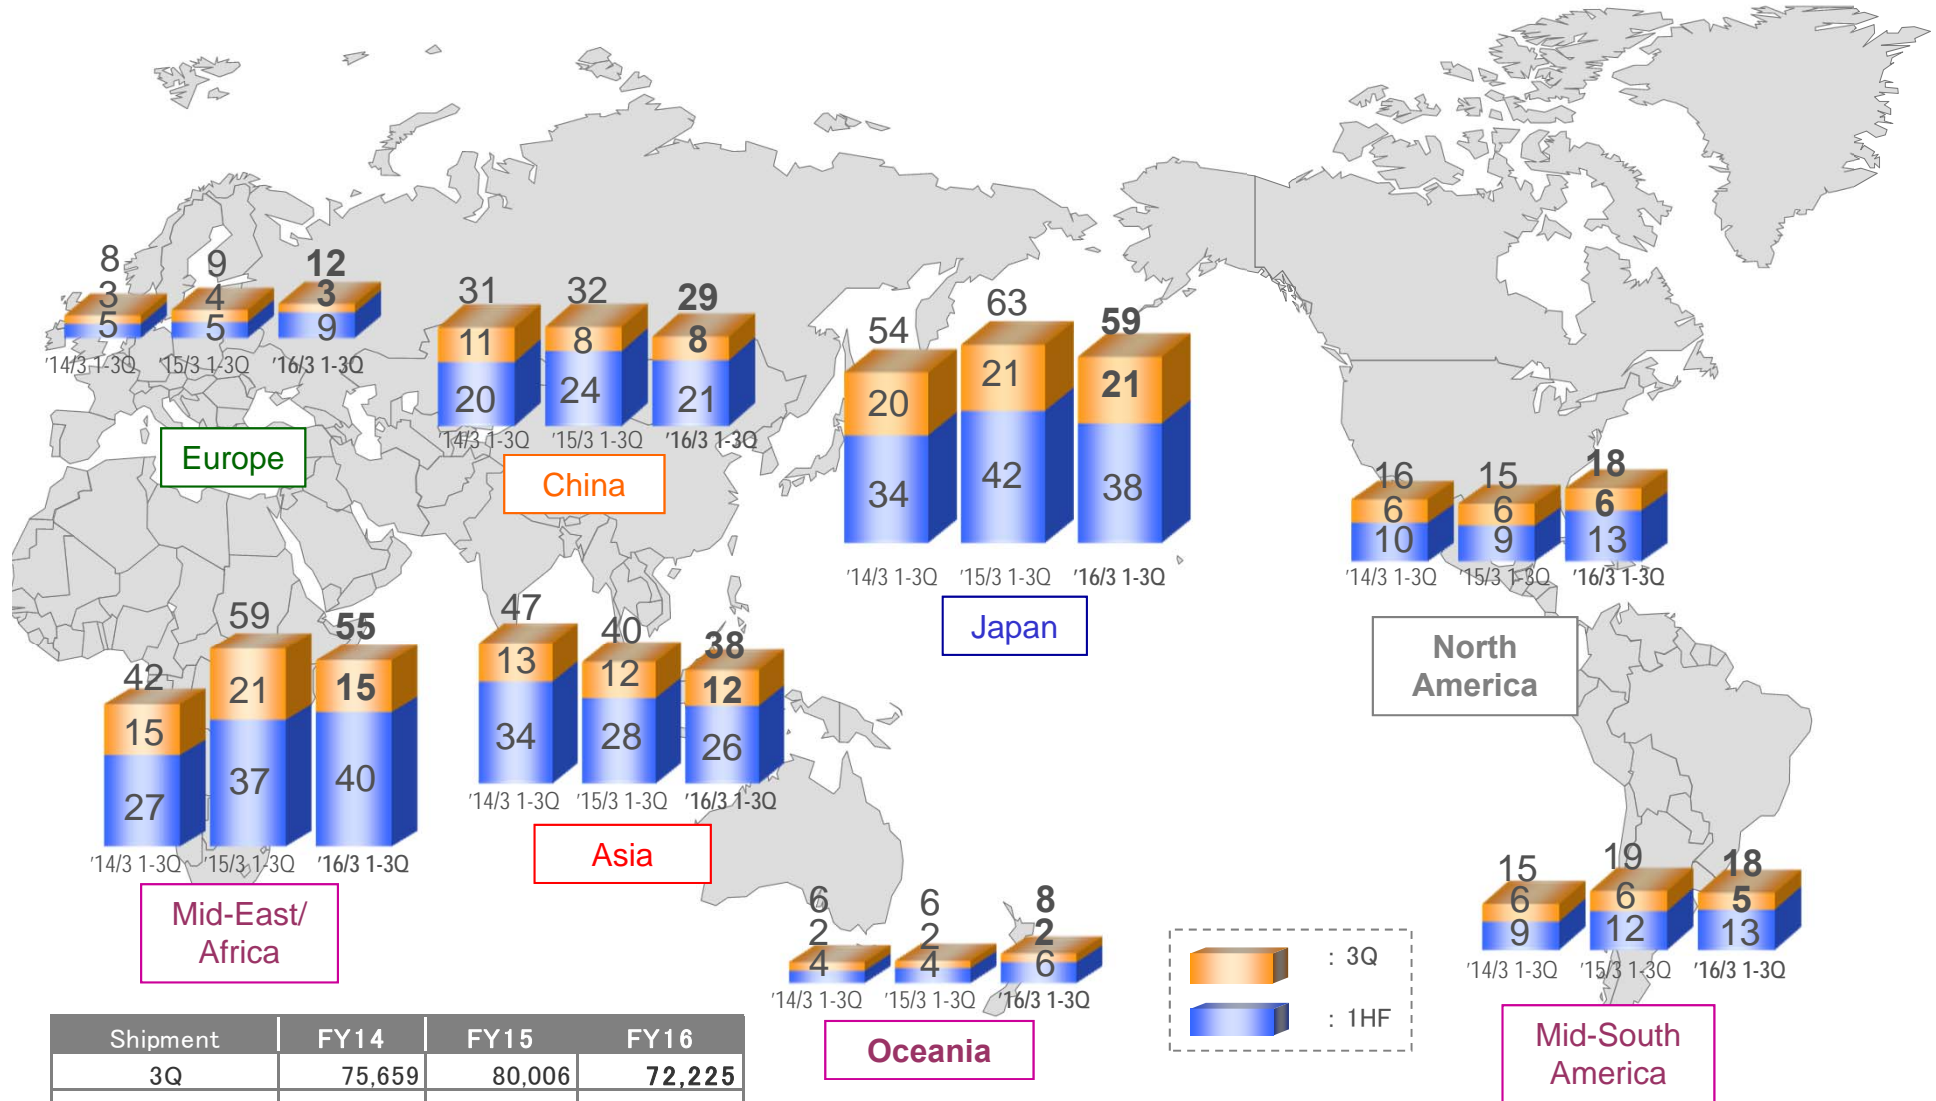 8
3
5
'14/3 1-3Q
9
4
5
'15/3 1-3Q
12
3
9
'16/3 1-3Q
Europe
31
11
20
'14/3 1-3Q
32
8
24
'15/3 1-3Q
29
8
21
'16/3 1-3Q
China
54
20
34
'14/3 1-3Q
63
21
42
'15/3 1-3Q
59
21
38
'16/3 1-3Q
Japan
16
6
10
'14/3 1-3Q
15
6
9
'15/3 1-3Q
18
6
13
'16/3 1-3Q
North
America
42
15
27
'14/3 1-3Q
59
21
37
'15/3 1-3Q
55
15
40
'16/3 1-3Q
Mid-East/
Africa
47
13
34
'14/3 1-3Q
40
12
28
'15/3 1-3Q
38
12
26
'16/3 1-3Q
Asia
6
2
4
'14/3 1-3Q
6
2
4
'15/3 1-3Q
8
2
6
'16/3 1-3Q
Oceania
15
6
9
'14/3 1-3Q
19
6
12
'15/3 1-3Q
18
5
13
'16/3 1-3Q
Mid-South
America
: 3Q
: 1HF
Shipment FY14 FY15 FY16
3Q 75,659 80,006 72,225